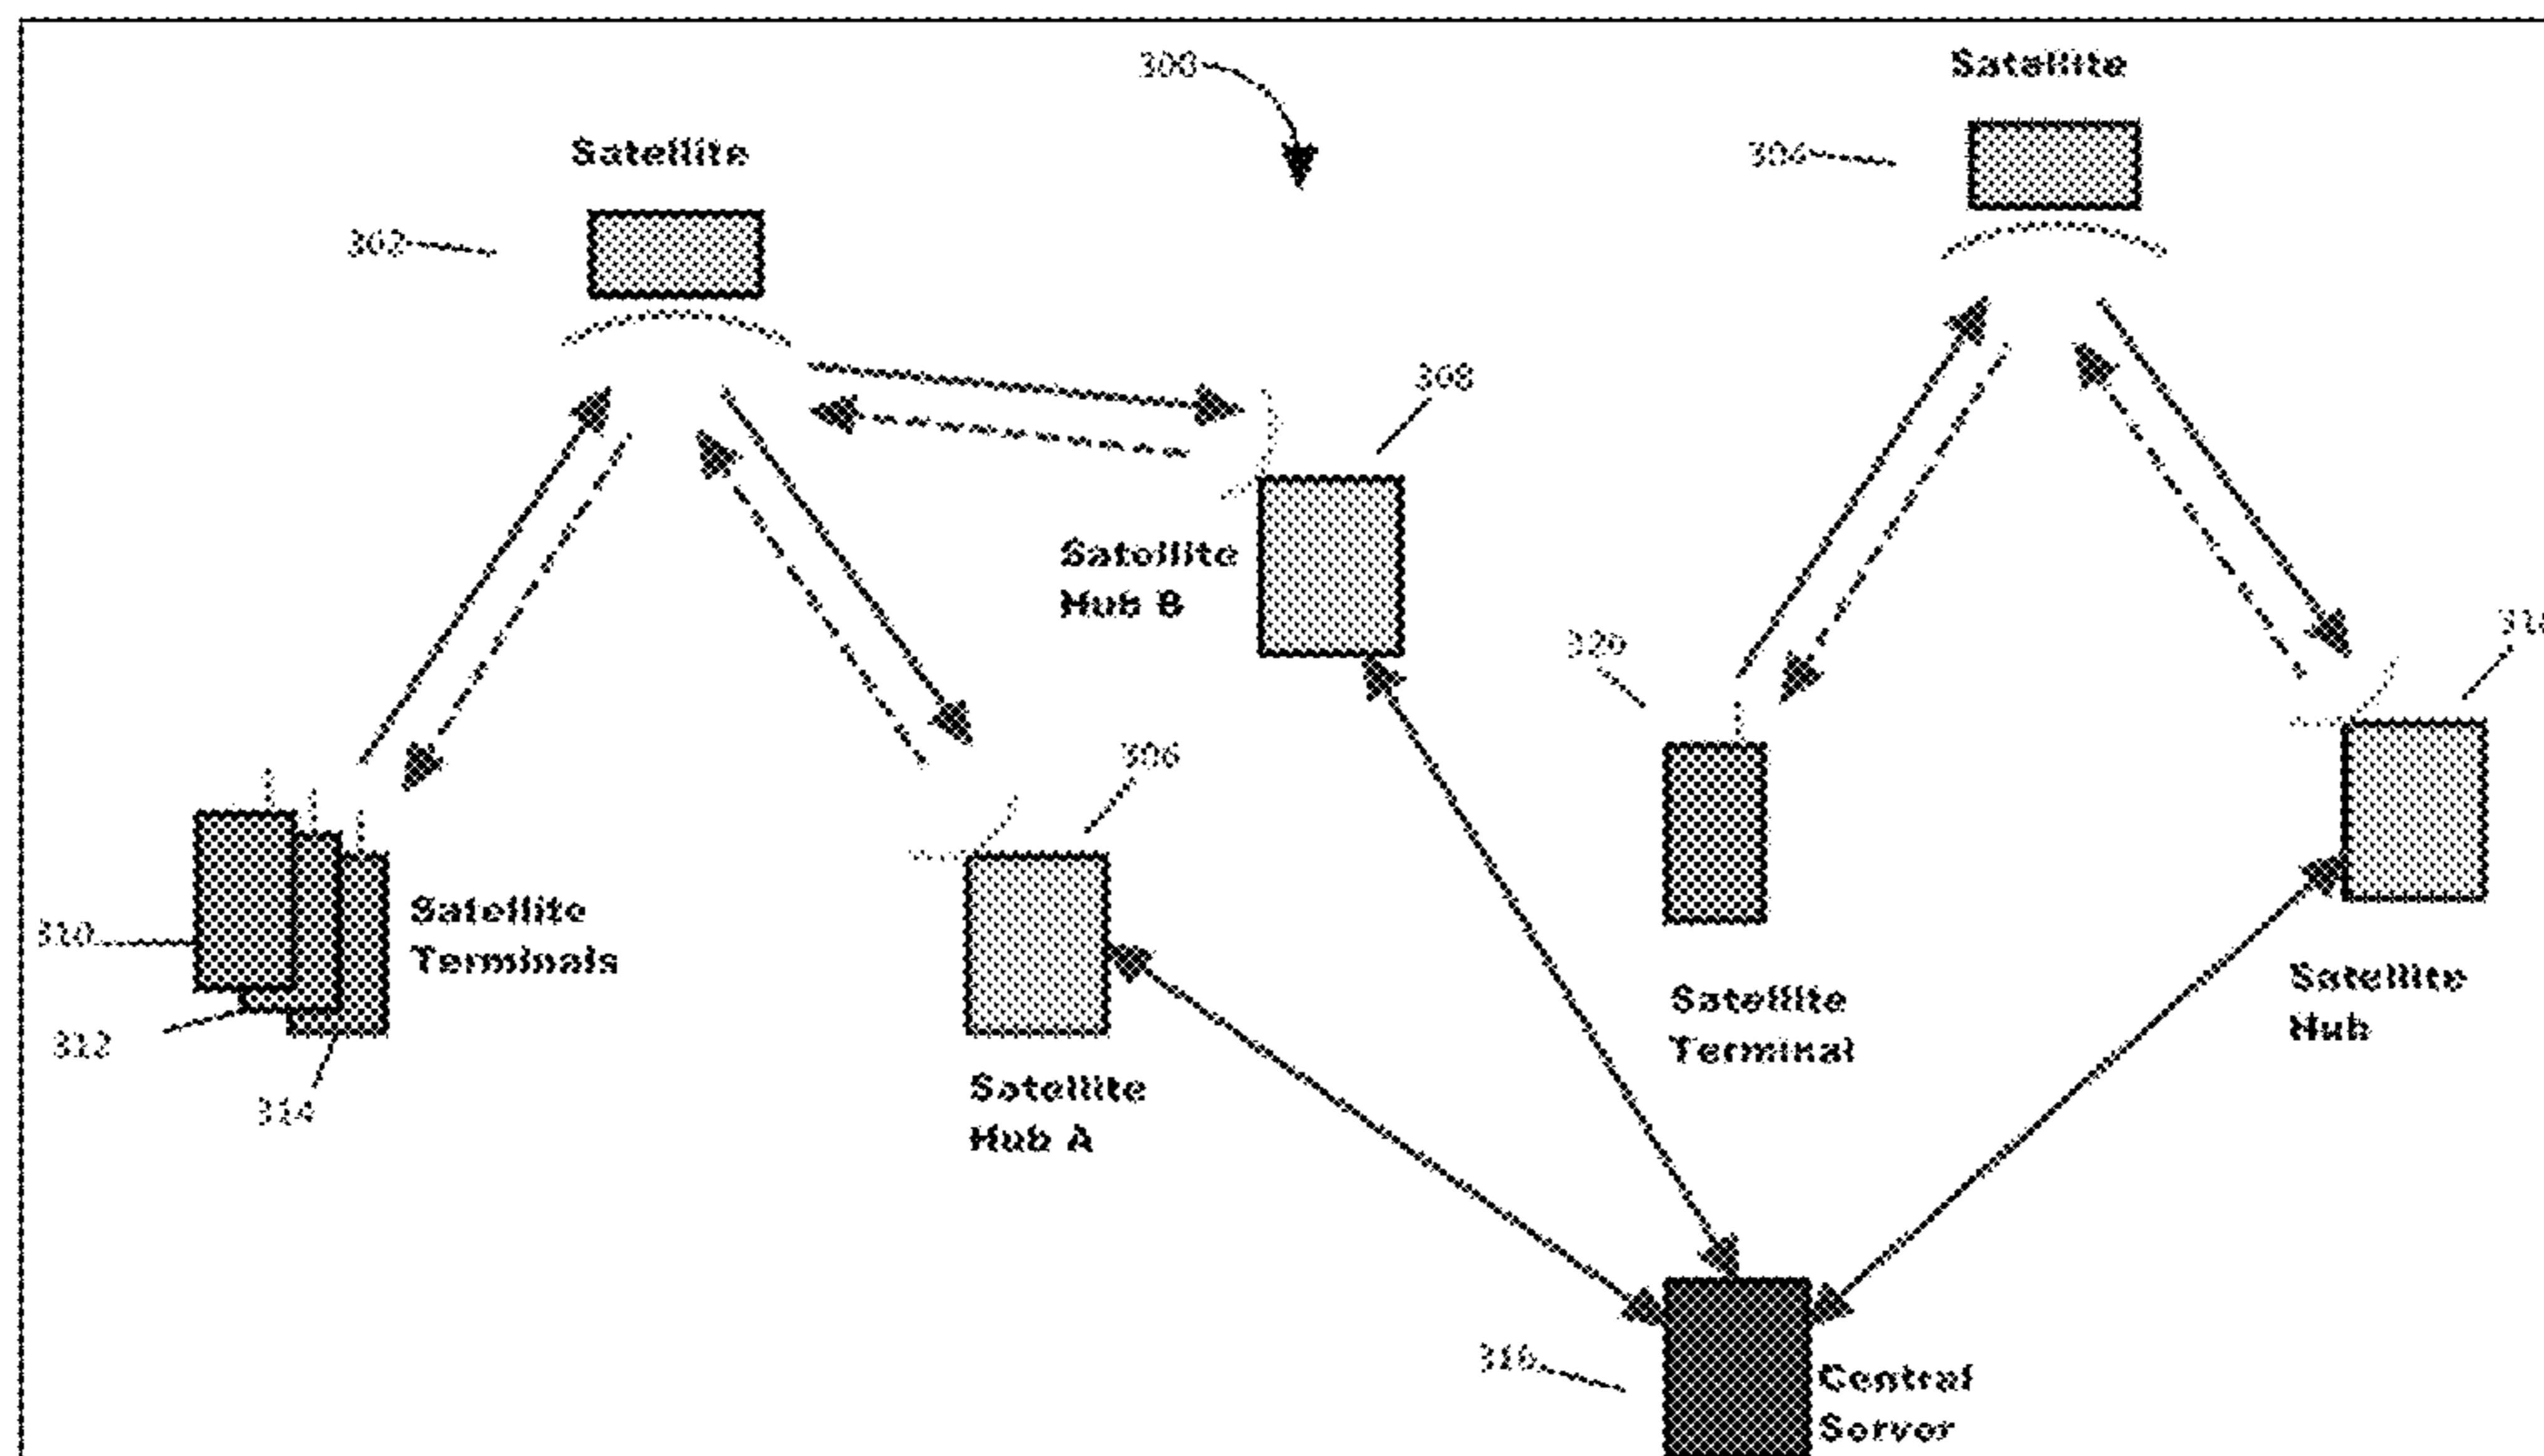 300
Satellite
Satellite
304
302
308
Satellite
Hub B
320
306
310
Satellite
Terminals
312
314
Satellite
Hub A
Satellite
Terminal
Satellite
Hub
316
Central
Server